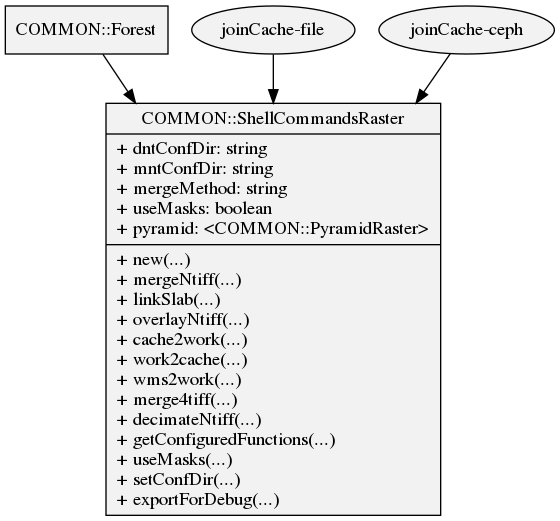 COMMON::Forest
joinCache-file
joinCache-ceph
COMMON::ShellCommandsRaster
+ dntConfDir: string
+ mntConfDir: string
+ mergeMethod: string
+ useMasks: boolean
+ pyramid: <COMMON::PyramidRaster>
+ new(...)
+ mergeNtiff(...)
+ linkSlab(...)
+ overlayNtiff(...)
+ cache2work(...)
+ work2cache(...)
+ wms2work(...)
+ merge4tiff(...)
+ decimateNtiff(...)
+ getConfiguredFunctions(...)
+ useMasks(...)
+ setConfDir(...)
+ exportForDebug(...)